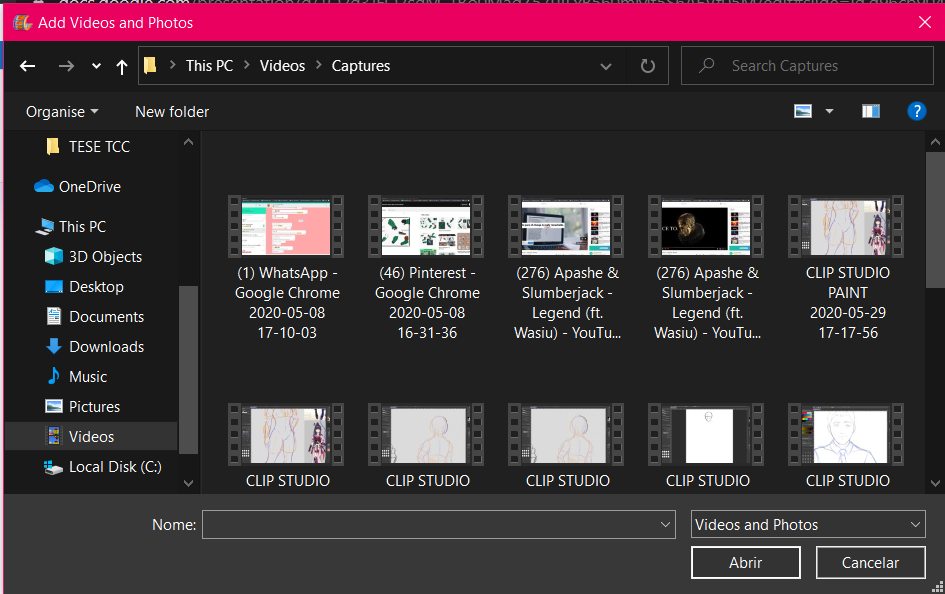 Add Videos and Photos
This PC
Videos
Captures
Search Captures
Organise
New folder
?
TESE TCC
OneDrive
This PC
3D Objects
Desktop
Documents
Downloads
Music
Pictures
Videos
Local Disk (C:)
(1) WhatsApp -
Google Chrome
2020-05-08
17-10-03
(46) Pinterest -
Google Chrome
2020-05-08
16-31-36
(276) Apashe &
Slumberjack -
Legend (ft.
Wasiu) - YouTu...
(276) Apashe &
Slumberjack -
Legend (ft.
Wasiu) - YouTu...
CLIP STUDIO
PAINT
2020-05-29
17-17-56
CLIP STUDIO
CLIP STUDIO
CLIP STUDIO
CLIP STUDIO
CLIP STUDIO
Nome:
Videos and Photos
Abrir
Cancelar